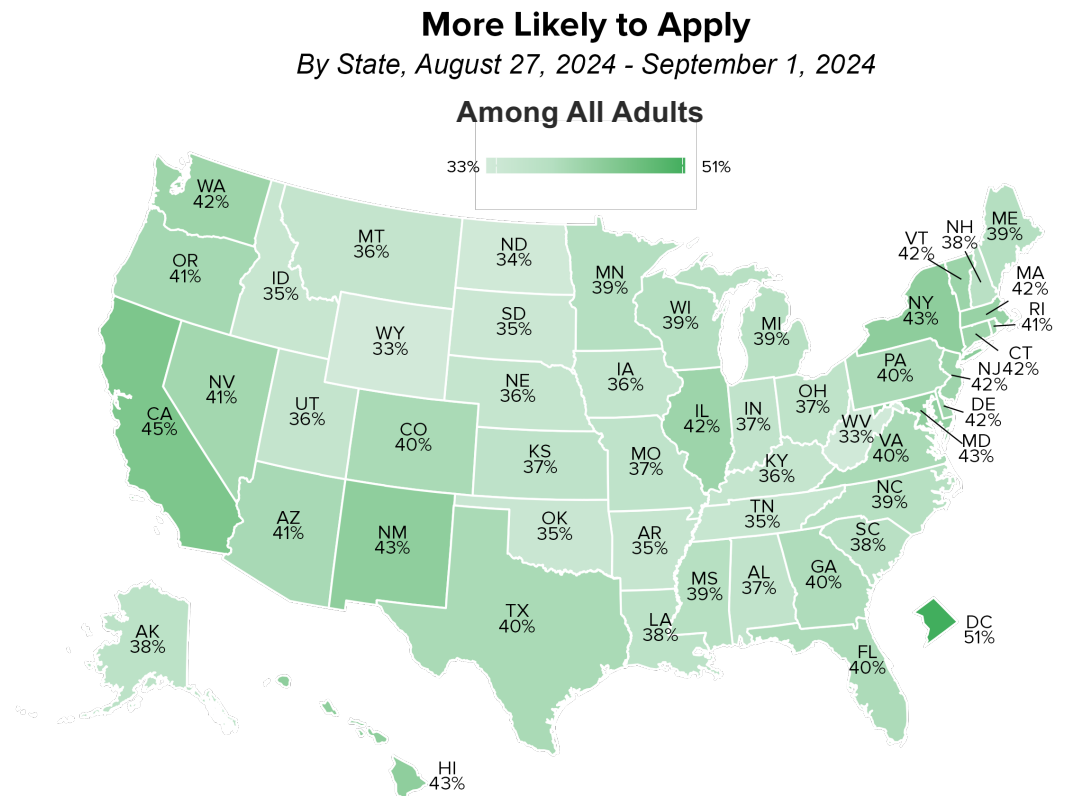 More Likely to Apply
By State, August 27, 2024 - September 1, 2024
Among All Adults
33%
51%
WA
42%
OR
41%
CA
45%
ID
35%
NV
41%
MT
36%
WY
33%
UT
36%
AZ
41%
CO
40%
NM
43%
ND
34%
SD
35%
NE
36%
KS
37%
OK
35%
TX
40%
MN
39%
IA
36%
MO
37%
AR
35%
LA
38%
WI
39%
IL
42%
MI
39%
IN
37%
OH
37%
KY
36%
TN
35%
MS
39%
AL
37%
GA
40%
FL
40%
SC
38%
NC
39%
VA
40%
WV
33%
PA
40%
NY
43%
VT
42%
NH
38%
ME
39%
MA
42%
RI
41%
CT
42%
NJ
42%
DE
42%
MD
43%
DC
51%
AK
38%
HI
43%